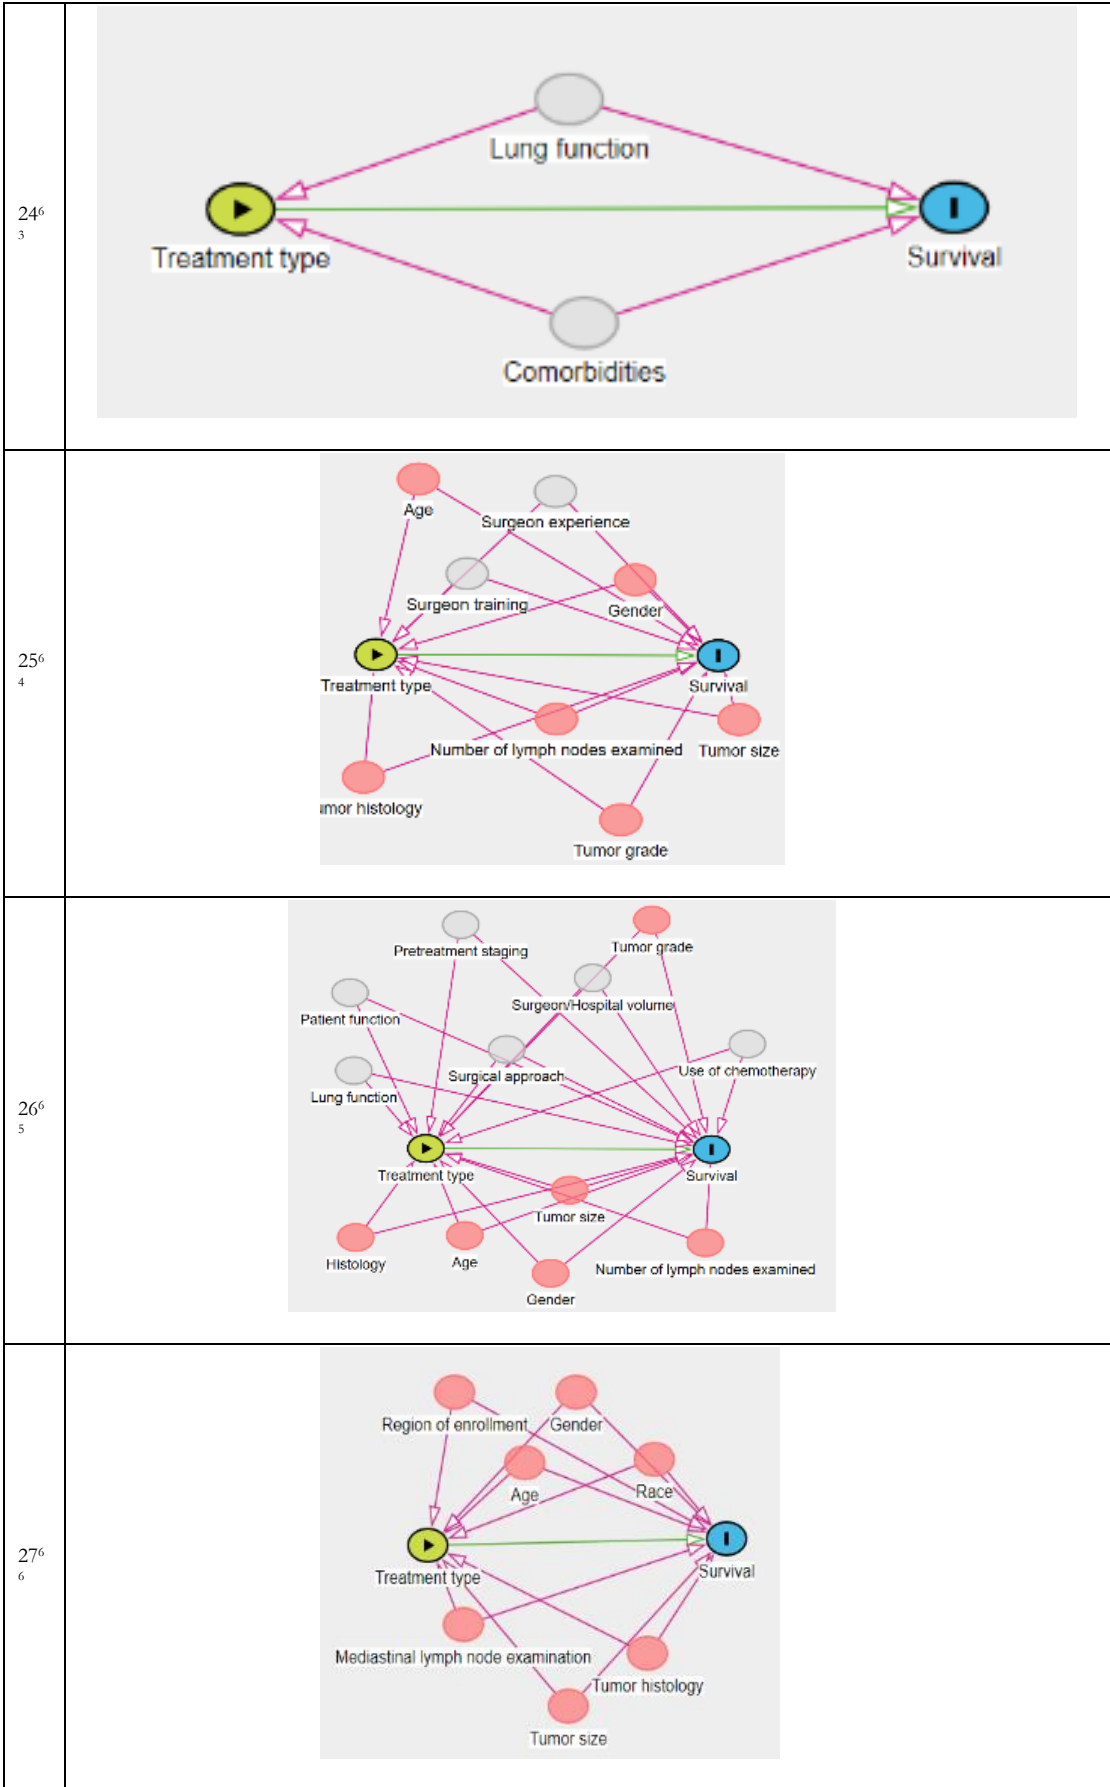 Lung function
24⁶
3
Treatment type
Survival
Comorbidities
Age
Surgeon experience
Surgeon training
Gender
25⁶
4
Treatment type
Survival
Number of lymph nodes examined
Tumor size
umor histology
Tumor grade
Pretreatment staging
Tumor grade
Surgeon/Hospital volume
Patient function
Surgical approach
Use of chemotherapy
Lung function
26⁶
5
Treatment type
Survival
Tumor size
Histology
Age
Number of lymph nodes examined
Gender
Region of enrollment
Gender
Age
Race
27⁶
6
Treatment type
Survival
Mediastinal lymph node examination
Tumor histology
Tumor size